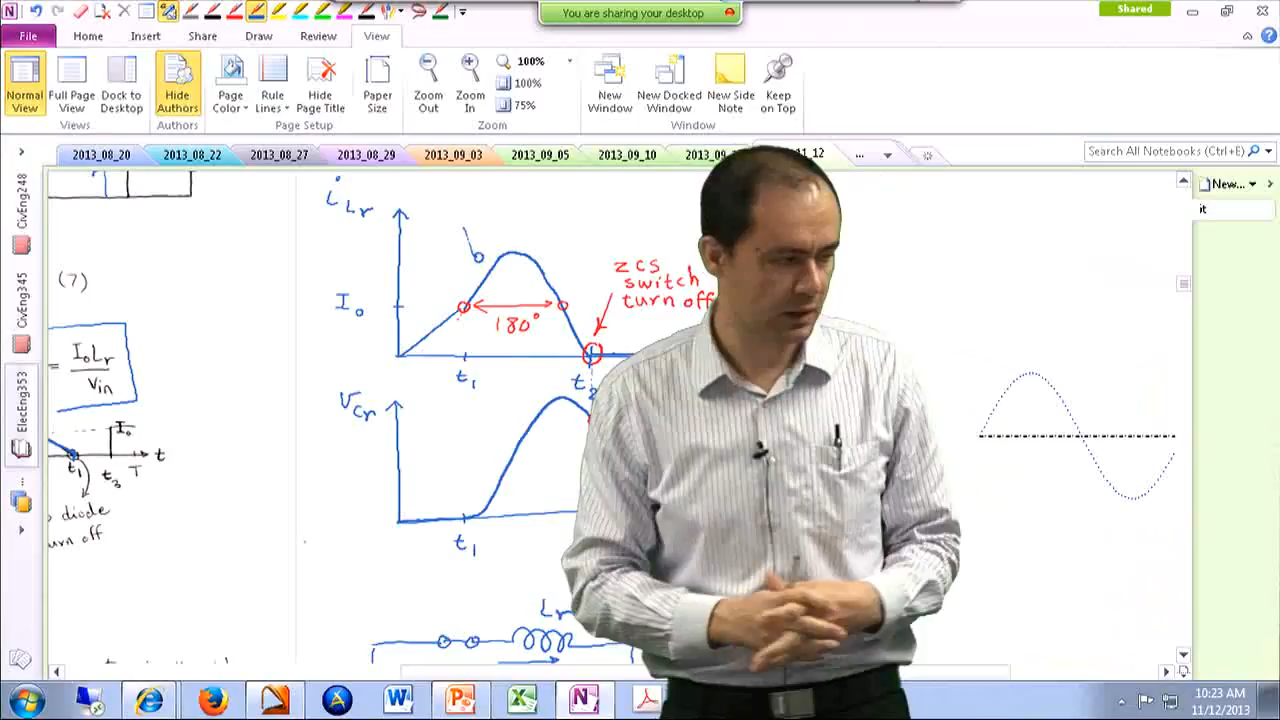 You are sharing your desktop
Shared
File Home Insert Share Draw Review View
Normal View
Full Page View
Dock to Desktop
Views
Hide Authors
Authors
Page Color
Rule Lines
Hide Page Title
Paper Size
Page Setup
Zoom Out
Zoom In
100%
100%
75%
Zoom
New Window
New Docked Window
New Side Note
Keep on Top
Window
2013_08_20 2013_08_22 2013_08_27 2013_08_29 2013_09_03 2013_09_05 2013_09_10 2013_09 11_12 ...
Search All Notebooks (Ctrl+E)
New...
it
CivEng248
CivEng345
ElecEng353
(7)
= I₀Lr / Vin
I₀
t₁ t₃ T t
diode
turn off
iLr
I₀
180°
ZCS
switch
turn off
t₁ t₂
VCr
t₁
Lr
10:23 AM
11/12/2013